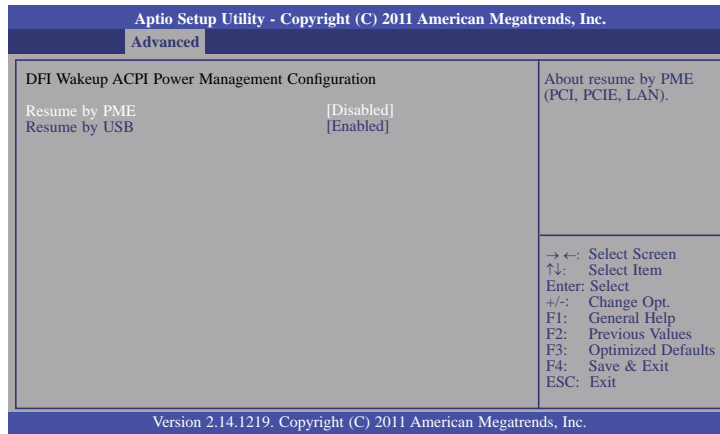 Aptio Setup Utility - Copyright (C) 2011 American Megatrends, Inc.
Advanced
DFI Wakeup ACPI Power Management Configuration
Resume by PME [Disabled]
Resume by USB [Enabled]
About resume by PME
(PCI, PCIE, LAN).
→ ←: Select Screen
↑↓: Select Item
Enter: Select
+/-: Change Opt.
F1: General Help
F2: Previous Values
F3: Optimized Defaults
F4: Save & Exit
ESC: Exit
Version 2.14.1219. Copyright (C) 2011 American Megatrends, Inc.